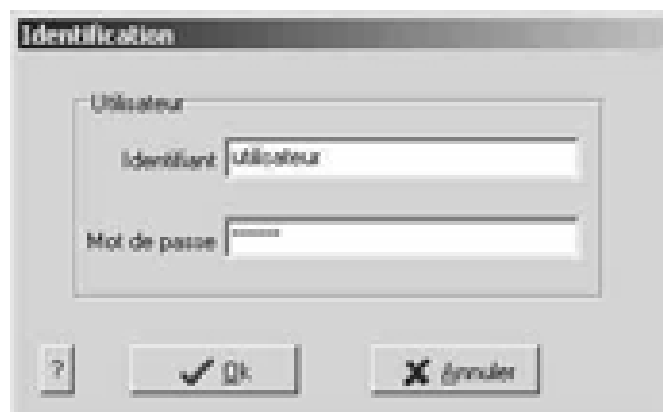 Identification
Utilisateur
Identifiant utilisateur
Mot de passe *******
? Ok Annuler